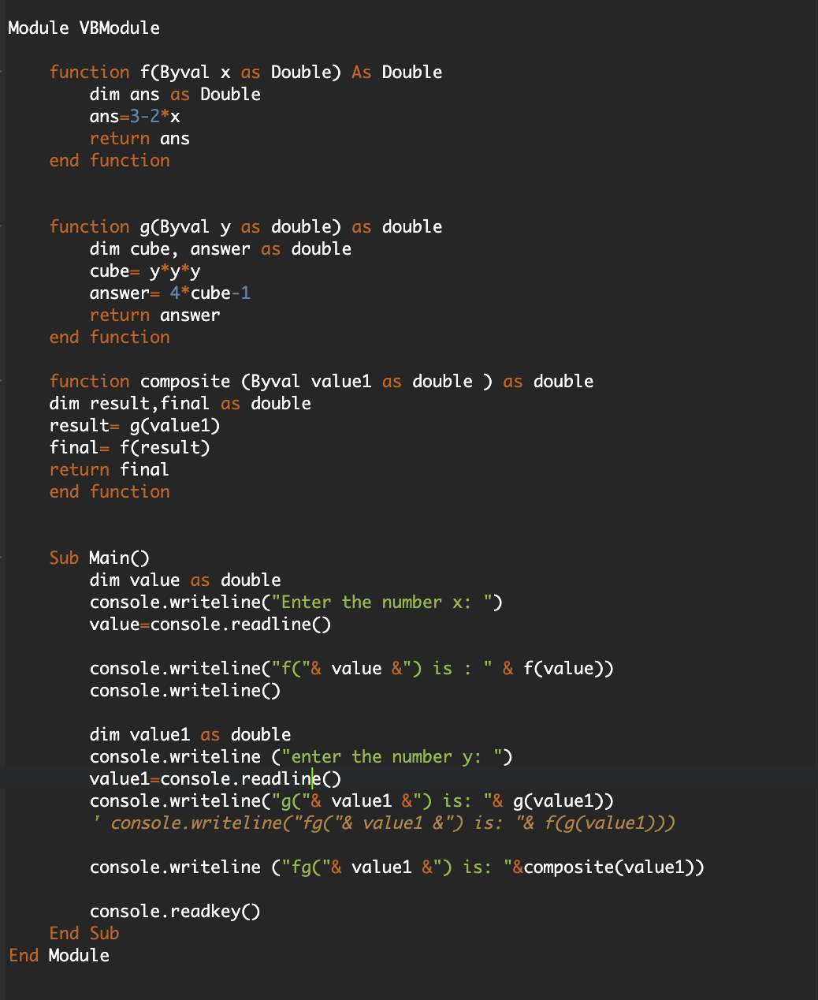 Module VBModule
function f(Byval x as Double) As Double
dim ans as Double
ans=3-2*x
return ans
end function
function g(Byval y as double) as double
dim cube, answer as double
cube= y*y*y
answer= 4*cube-1
return answer
end function
function composite (Byval value1 as double ) as double
dim result,final as double
result= g(value1)
final= f(result)
return final
end function
Sub Main()
dim value as double
console.writeline("Enter the number x: ")
value=console.readline()
console.writeline("f("& value &") is : " & f(value))
console.writeline()
dim value1 as double
console.writeline ("enter the number y: ")
value1=console.readline()
console.writeline("g("& value1 &") is: "& g(value1))
' console.writeline("fg("& value1 &") is: "& f(g(value1)))
console.writeline ("fg("& value1 &") is: "&composite(value1))
console.readkey()
End Sub
End Module